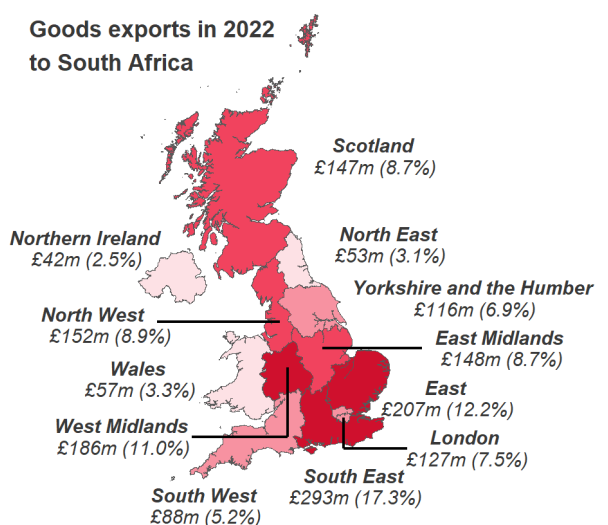 Goods exports in 2022
to South Africa
Scotland
£147m (8.7%)
Northern Ireland
£42m (2.5%)
North East
£53m (3.1%)
Yorkshire and the Humber
£116m (6.9%)
North West
£152m (8.9%)
East Midlands
£148m (8.7%)
Wales
£57m (3.3%)
East
£207m (12.2%)
West Midlands
£186m (11.0%)
London
£127m (7.5%)
South East
£293m (17.3%)
South West
£88m (5.2%)